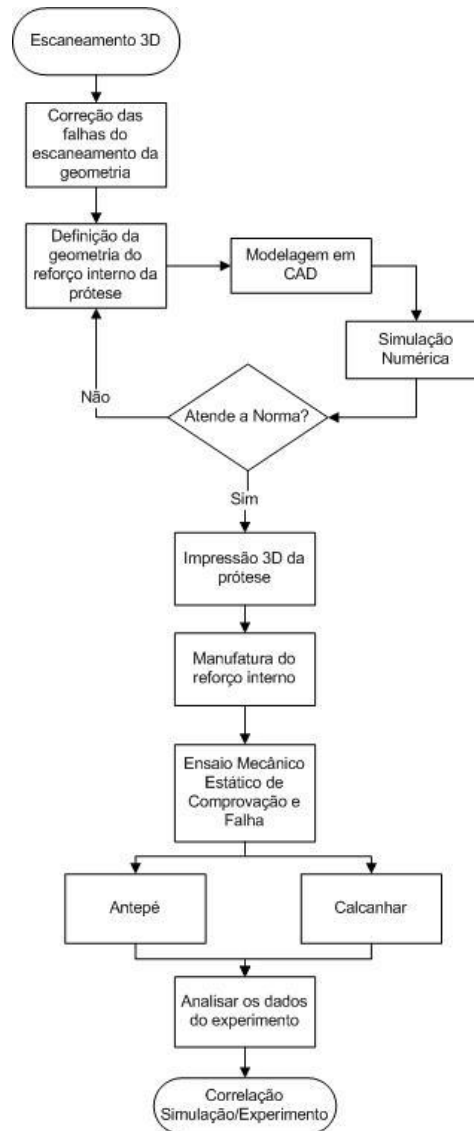 Escaneamento 3D
Correção das
falhas do
escaneamento da
geometria
Definição da
geometria do
reforço interno da
prótese
Modelagem em
CAD
Simulação
Numérica
Atende a Norma?
Não
Sim
Impressão 3D da
prótese
Manufatura do
reforço interno
Ensaio Mecânico
Estático de
Comprovação e
Falha
Antepé
Calcanhar
Analisar os dados
do experimento
Correlação
Simulação/Experimento